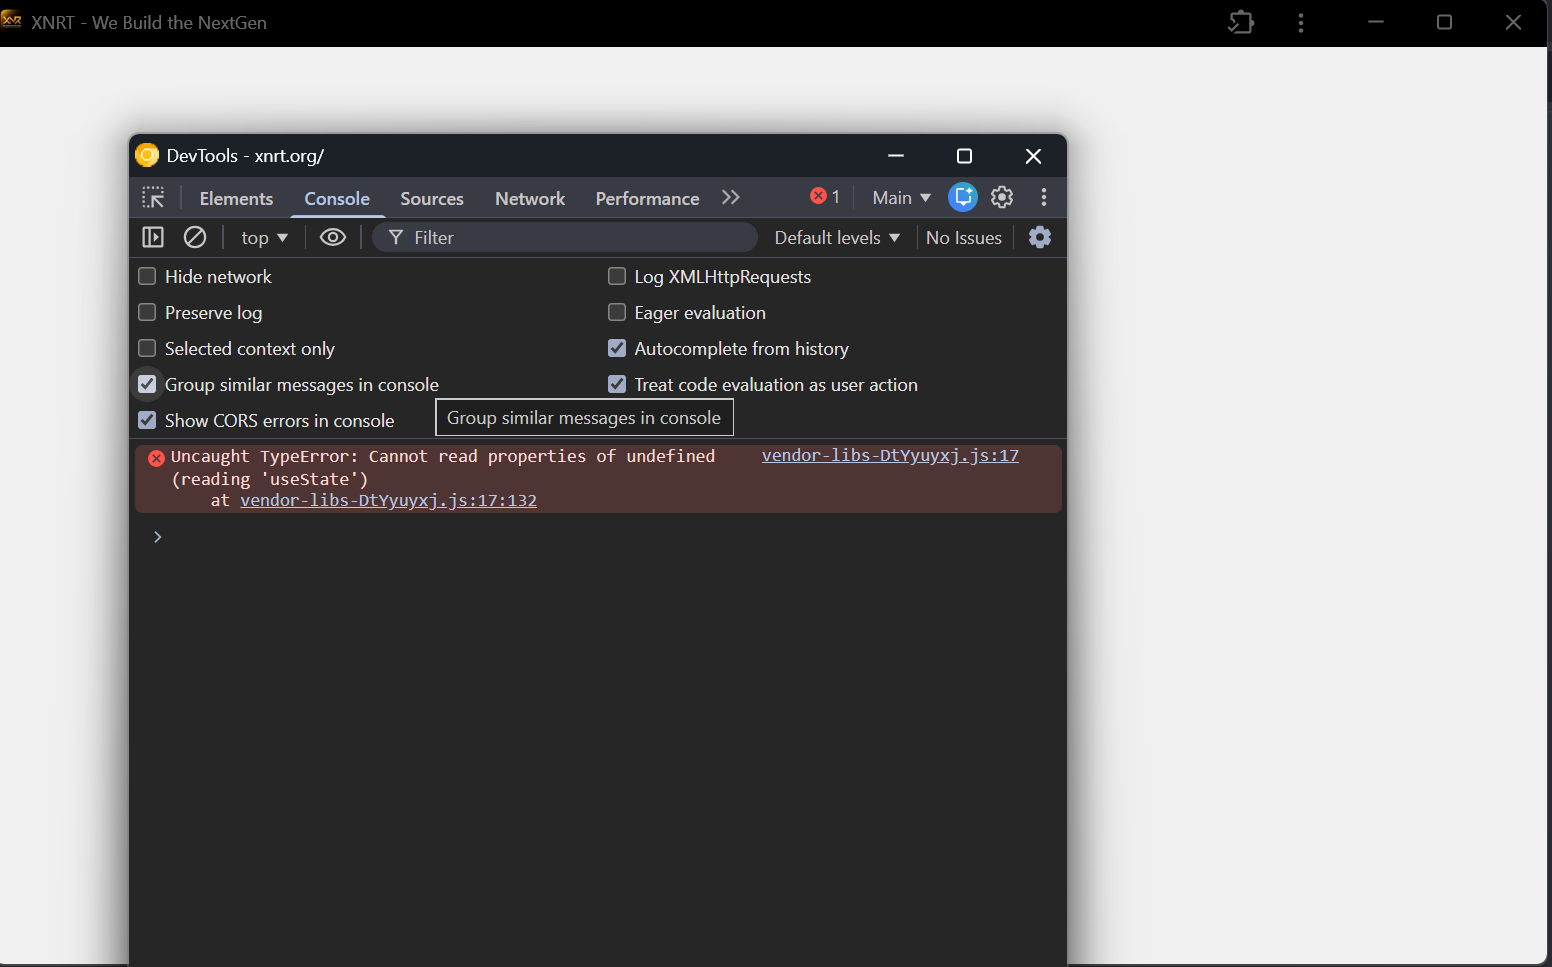 XNRT - We Build the NextGen
DevTools - xnrt.org/
Elements Console Sources Network Performance 1 Main
top Filter Default levels No Issues
Hide network Log XMLHttpRequests
Preserve log Eager evaluation
Selected context only Autocomplete from history
Group similar messages in console Treat code evaluation as user action
Show CORS errors in console Group similar messages in console
Uncaught TypeError: Cannot read properties of undefined vendor-libs-DtYyuyxj.js:17
(reading 'useState')
at vendor-libs-DtYyuyxj.js:17:132